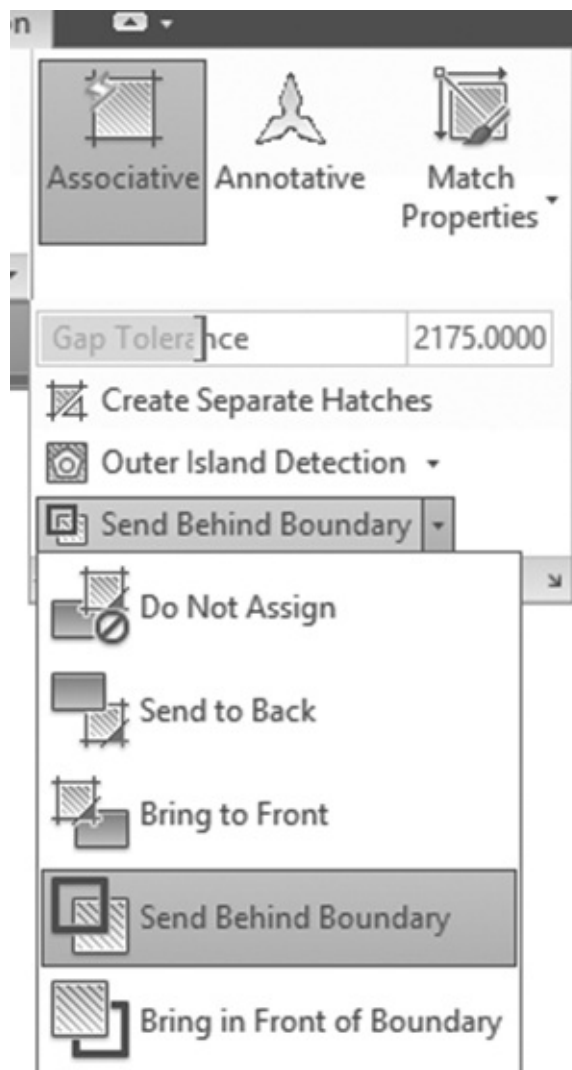 on
Associative Annotative Match
Properties
Gap Tolerance 2175.0000
Create Separate Hatches
Outer Island Detection
Send Behind Boundary
Do Not Assign
Send to Back
Bring to Front
Send Behind Boundary
Bring in Front of Boundary